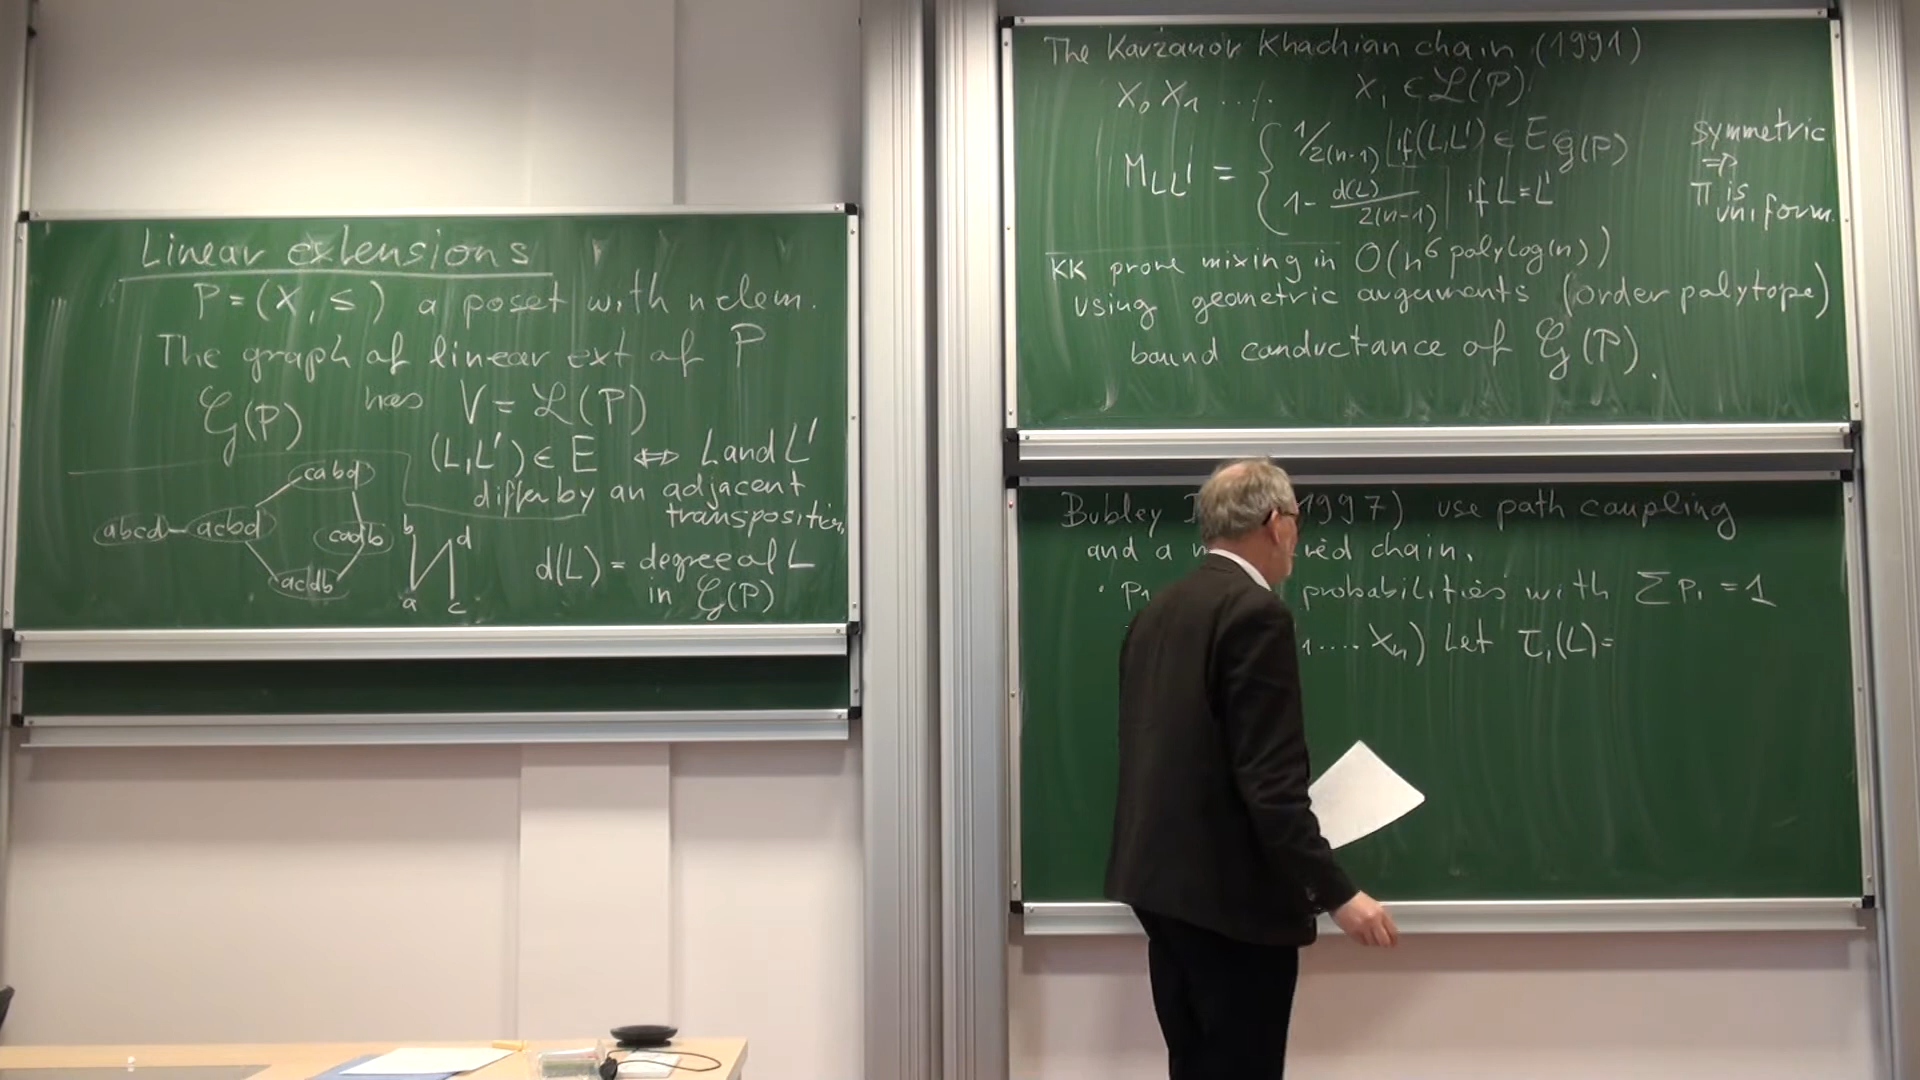 Linear extensions
P = (X, ≤) a poset with n elem.
The graph of linear ext of P
G(P) has V = L(P)
(L, L') ∈ E ⇔ L and L'
differ by an adjacent
transposition
d(L) = degree of L
in G(P)
cabd
abcd - acbd
cadb
acdb
b d
a c
The Karzanov Khachian chain (1991)
X₀ X₁ .... Xᵢ ∈ L(P)
M_LL' = { 1/2(n-1) if (L, L') ∈ E G(P)
1 - d(L)/2(n-1) if L = L'
symmetric
⇒
π is
uniform.
KK prove mixing in O(n⁶ polylog(n))
using geometric arguments (order polytope)
bound conductance of G(P).
Bubley 1997) use path coupling
and a chain.
• p₁ probabilities with Σ pᵢ = 1
.... Xₙ) Let τᵢ(L) =